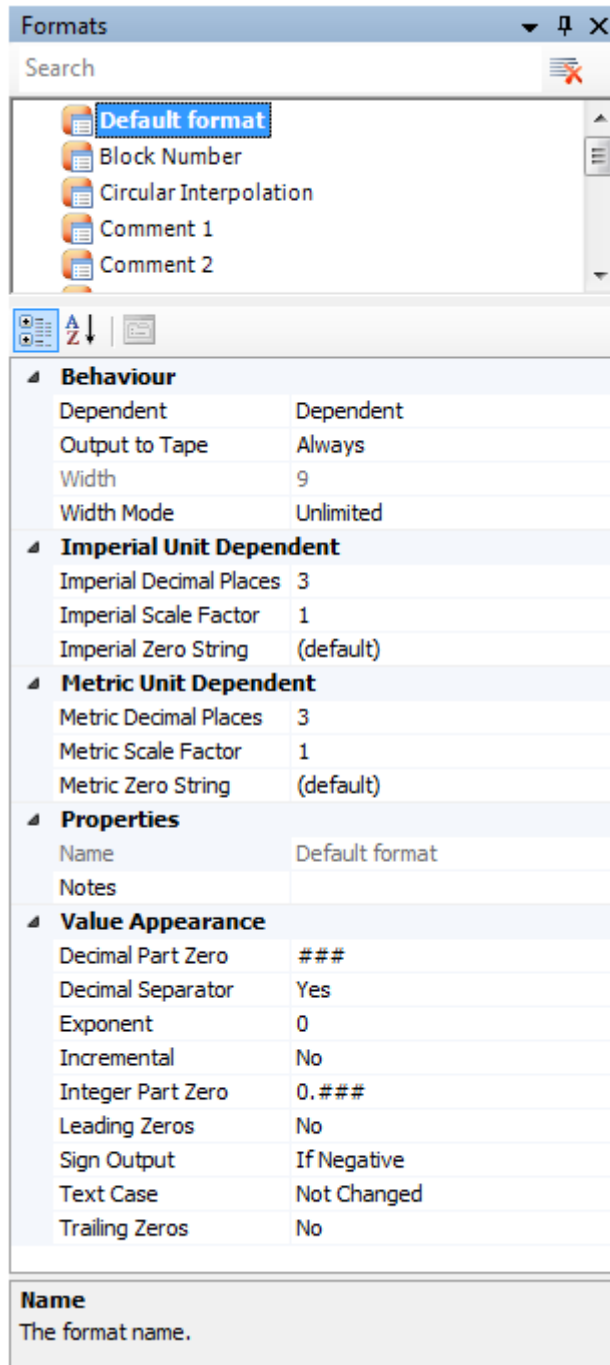 Formats
Search
Default format
Block Number
Circular Interpolation
Comment 1
Comment 2
Behaviour
Dependent Dependent
Output to Tape Always
Width 9
Width Mode Unlimited
Imperial Unit Dependent
Imperial Decimal Places 3
Imperial Scale Factor 1
Imperial Zero String (default)
Metric Unit Dependent
Metric Decimal Places 3
Metric Scale Factor 1
Metric Zero String (default)
Properties
Name Default format
Notes
Value Appearance
Decimal Part Zero ###
Decimal Separator Yes
Exponent 0
Incremental No
Integer Part Zero 0.###
Leading Zeros No
Sign Output If Negative
Text Case Not Changed
Trailing Zeros No
Name
The format name.